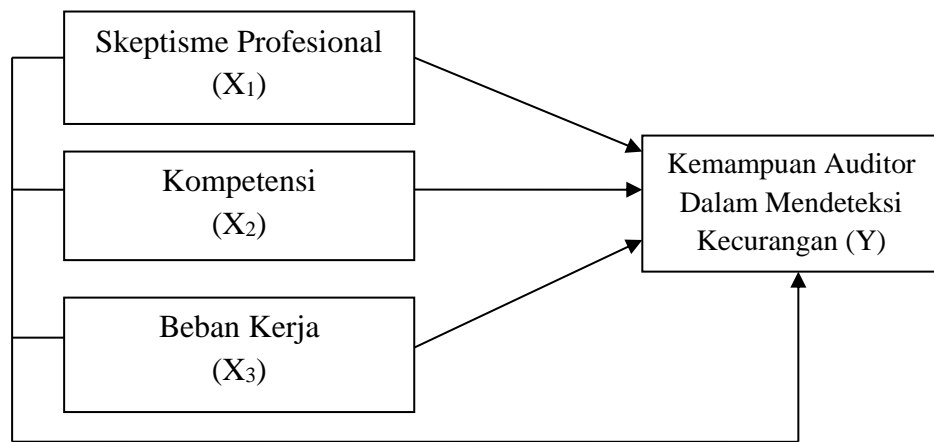 Skeptisme Profesional
(X₁)
Kompetensi
(X₂)
Beban Kerja
(X₃)
Kemampuan Auditor
Dalam Mendeteksi
Kecurangan (Y)